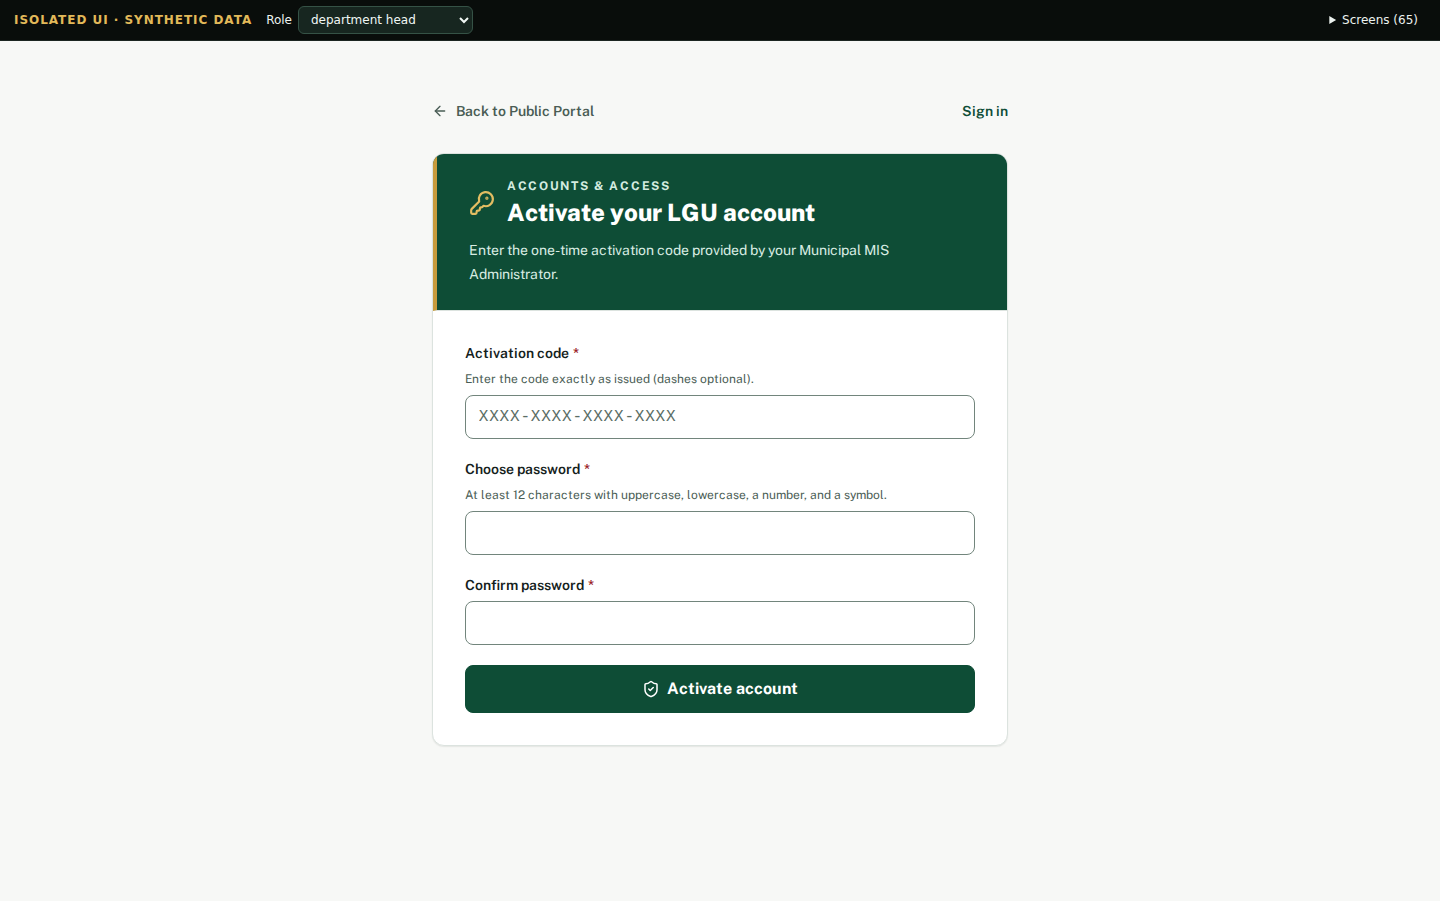 ISOLATED UI · SYNTHETIC DATA Role department head Screens (65)
Back to Public Portal Sign in
ACCOUNTS & ACCESS
Activate your LGU account
Enter the one-time activation code provided by your Municipal MIS
Administrator.
Activation code *
Enter the code exactly as issued (dashes optional).
XXXX-XXXX-XXXX-XXXX
Choose password *
At least 12 characters with uppercase, lowercase, a number, and a symbol.
Confirm password *
Activate account